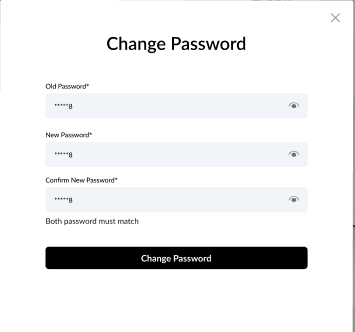 Change Password
Old Password*
*****8
New Password*
*****8
Confirm New Password*
*****8
Both password must match
Change Password